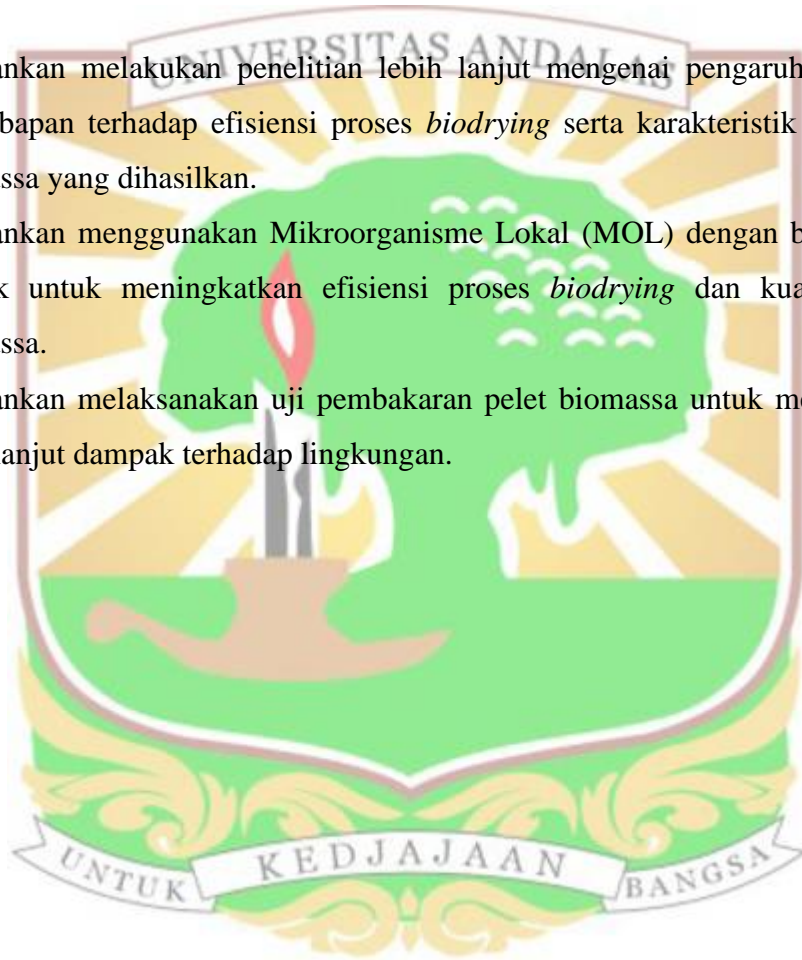 UNIVERSITAS ANDALAS
ankan melakukan penelitian lebih lanjut mengenai pengaruh
bapan terhadap efisiensi proses biodrying serta karakteristik
ssa yang dihasilkan.
ankan menggunakan Mikroorganisme Lokal (MOL) dengan b
k untuk meningkatkan efisiensi proses biodrying dan kua
ssa.
ankan melaksanakan uji pembakaran pelet biomassa untuk me
lanjut dampak terhadap lingkungan.
UNTUK KEDJAJAAN BANGSA